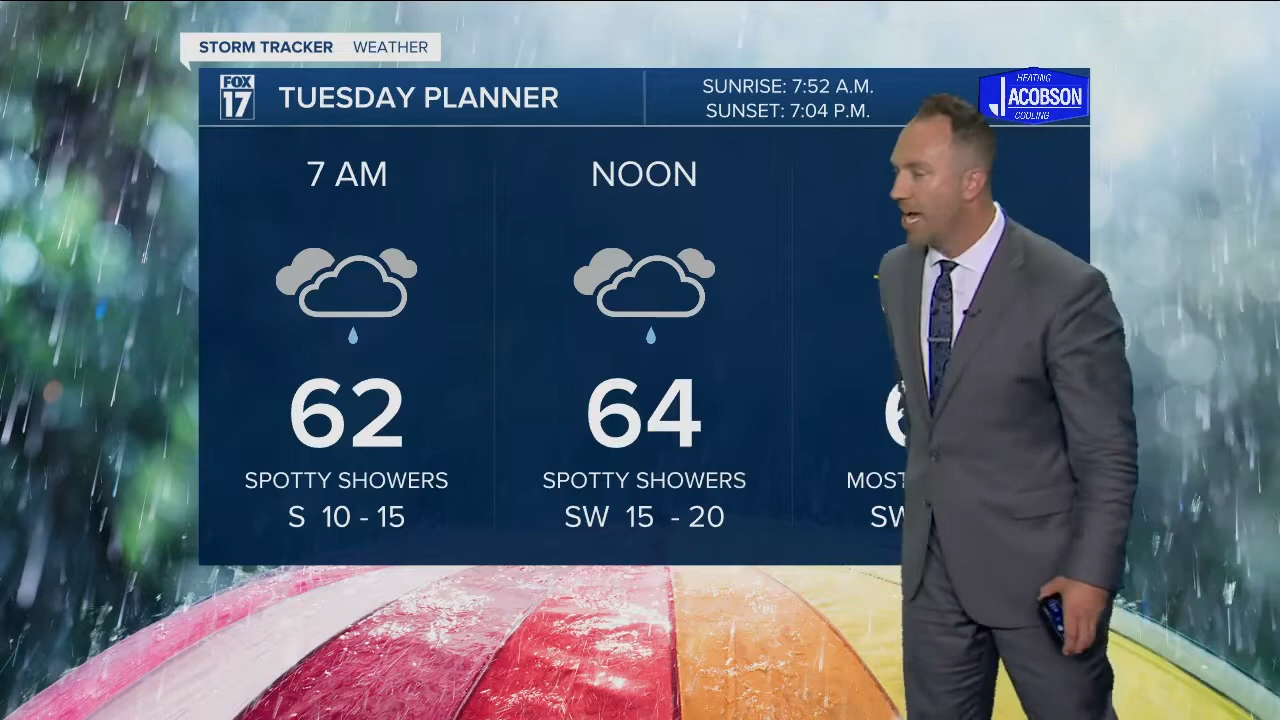 STORM TRACKER WEATHER
FOX
17
TUESDAY PLANNER
SUNRISE: 7:52 A.M.
SUNSET: 7:04 P.M.
HEATING
JACOBSON
COOLING
7 AM
NOON
62
64
SPOTTY SHOWERS
SPOTTY SHOWERS
MOST
S 10 - 15
SW 15 - 20
SW